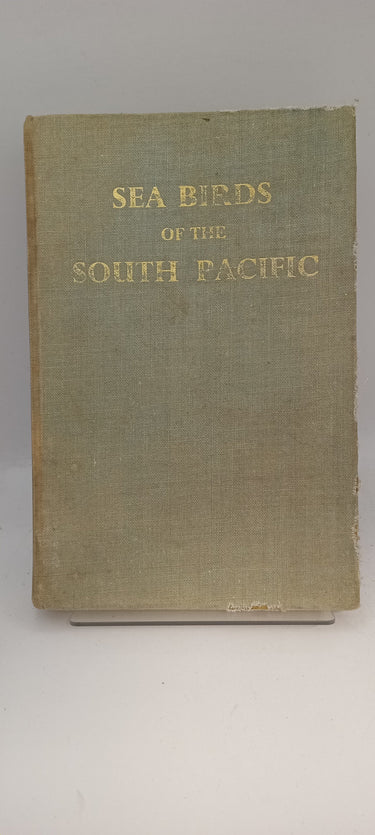 SEA BIRDS
OF THE
SOUTH PACIFIC